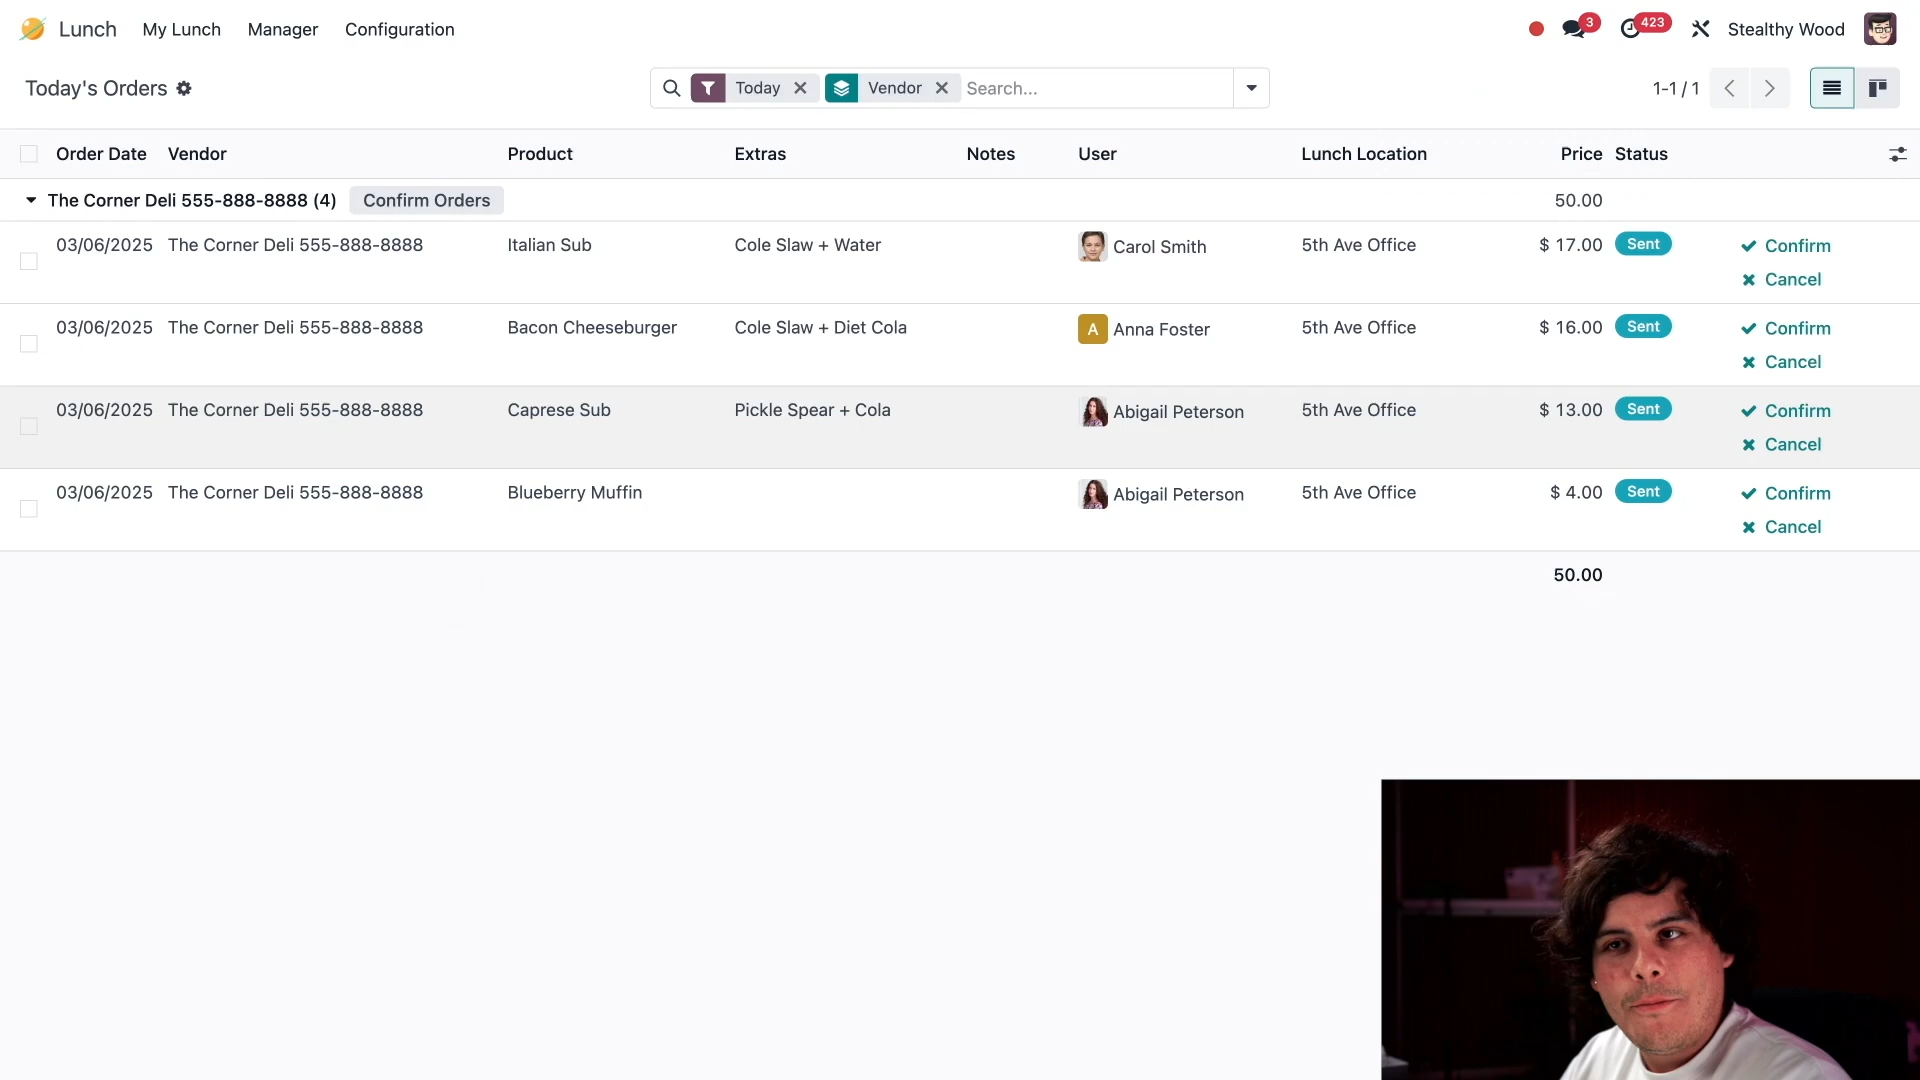 Lunch My Lunch Manager Configuration 3 423 Stealthy Wood
Today's Orders Today Vendor Search... 1-1 / 1
Order Date Vendor Product Extras Notes User Lunch Location Price Status
The Corner Deli 555-888-8888 (4) Confirm Orders 50.00
03/06/2025 The Corner Deli 555-888-8888 Italian Sub Cole Slaw + Water Carol Smith 5th Ave Office $ 17.00 Sent Confirm
Cancel
03/06/2025 The Corner Deli 555-888-8888 Bacon Cheeseburger Cole Slaw + Diet Cola A Anna Foster 5th Ave Office $ 16.00 Sent Confirm
Cancel
03/06/2025 The Corner Deli 555-888-8888 Caprese Sub Pickle Spear + Cola Abigail Peterson 5th Ave Office $ 13.00 Sent Confirm
Cancel
03/06/2025 The Corner Deli 555-888-8888 Blueberry Muffin Abigail Peterson 5th Ave Office $ 4.00 Sent Confirm
Cancel
50.00